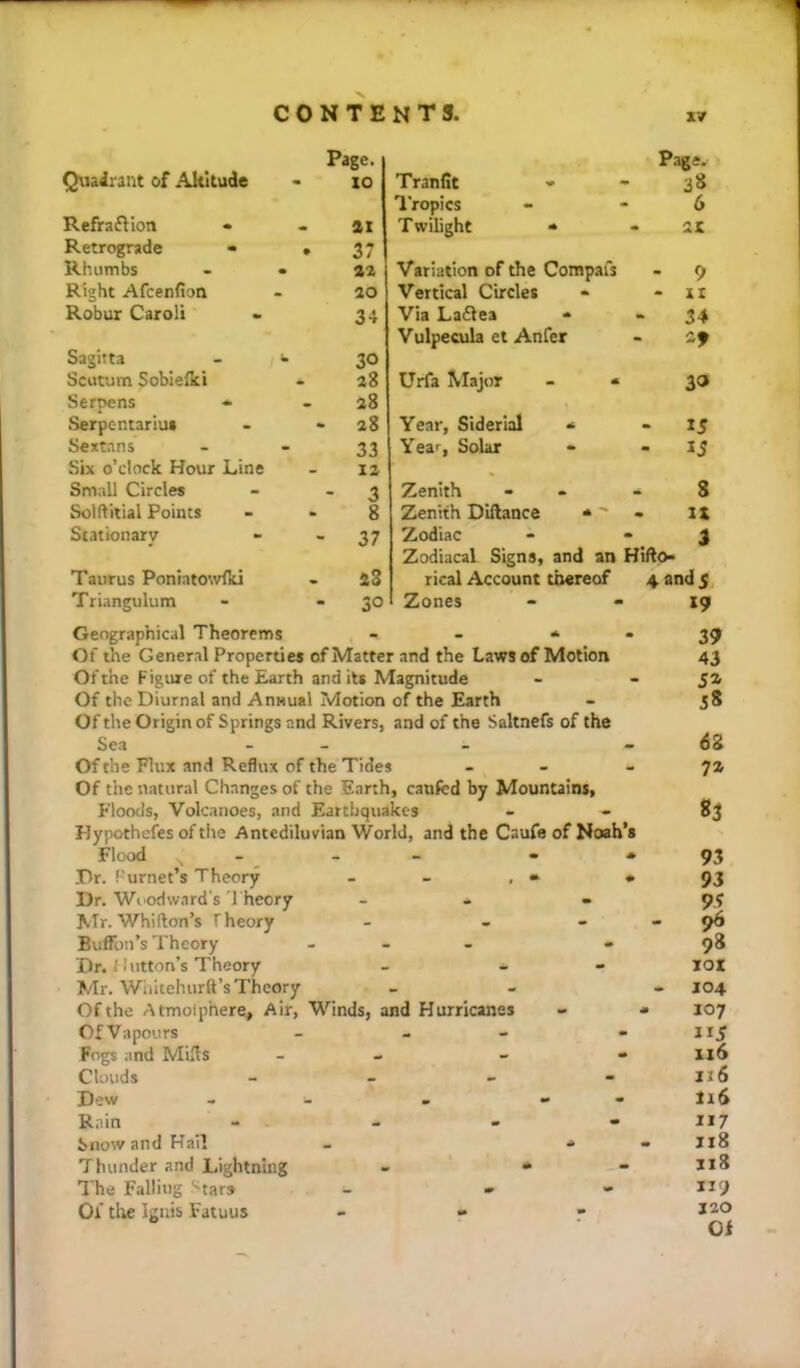 CONTENTS.
xv
Page.
Quadrant of Altitude - 10
Refraction - - 21
Retrograde - . 37
Rhumbs - - 22
Right Afcenfion - 20
Robur Caroli - 34
Sagitta - - 30
Scutum Sobiefki - 28
Serpens - - 28
Serpentarius - - 28
Sextans - - 33
Six o'clock Hour Line - 12
Small Circles - - 3
Solftitial Points - - 8
Stationary - - 37
Taurus Poniatowfki - 28
Triangulum - - 30
Page.
Tranfit - - 38
Tropics - - 6
Twilight - - 21
Variation of the Compafs - 9
Vertical Circles - - 11
Via Lactea - - 34
Vulpecula et Anfer - 29
Urfa Major - - 30
Year, Siderial - - 15
Year, Solar - - 15
Zenith - - - 8
Zenith Diftance - - 11
Zodiac - - 3
Zodiacal Signs, and an Hifto-
rical Account thereof 4 and 5
Zones - - 19
Geographical Theorems - - - - 39
Of the General Properties of Matter and the Laws of Motion 43
Of the Figure of the Earth and its Magnitude - - 52
Of the Diurnal and Annual Motion of the Earth - 58
Of the Origin of Springs and Rivers, and of the Saltnefs of the
Sea - - - - 62
Of the Flux and Reflux of the Tides - - - 72
Of the natural Changes of the Earth, caufed by Mountains,
Floods, Volcanoes, and Earthquakes - - 83
Hypothefes of the Antediluvian World, and the Caufe of Noah's
Flood - - - - - 93
Dr. Burnet's Theory - - , - - 93
Dr. Woodward's Theory - - - 95
Mr. Whifton's Theory - - - - 96
Buffon's Theory - - - - 98
Dr. Hutton's Theory - - - 101
Mr. Whitehurft's Theory - - - 104
Of the Atmofphere, Air, Winds, and Hurricanes - - 107
Of Vapours - - - - 115
Fogs and Mifts - - - - 116
Clouds - - - - 116
Dew - - - - - 116
Rain - - - - 117
Snow and Hail - - - 118
Thunder and Lightning - - - 118
The Falling Stars - - - 119
Of the Ignis Fatuus - - - 120
Of